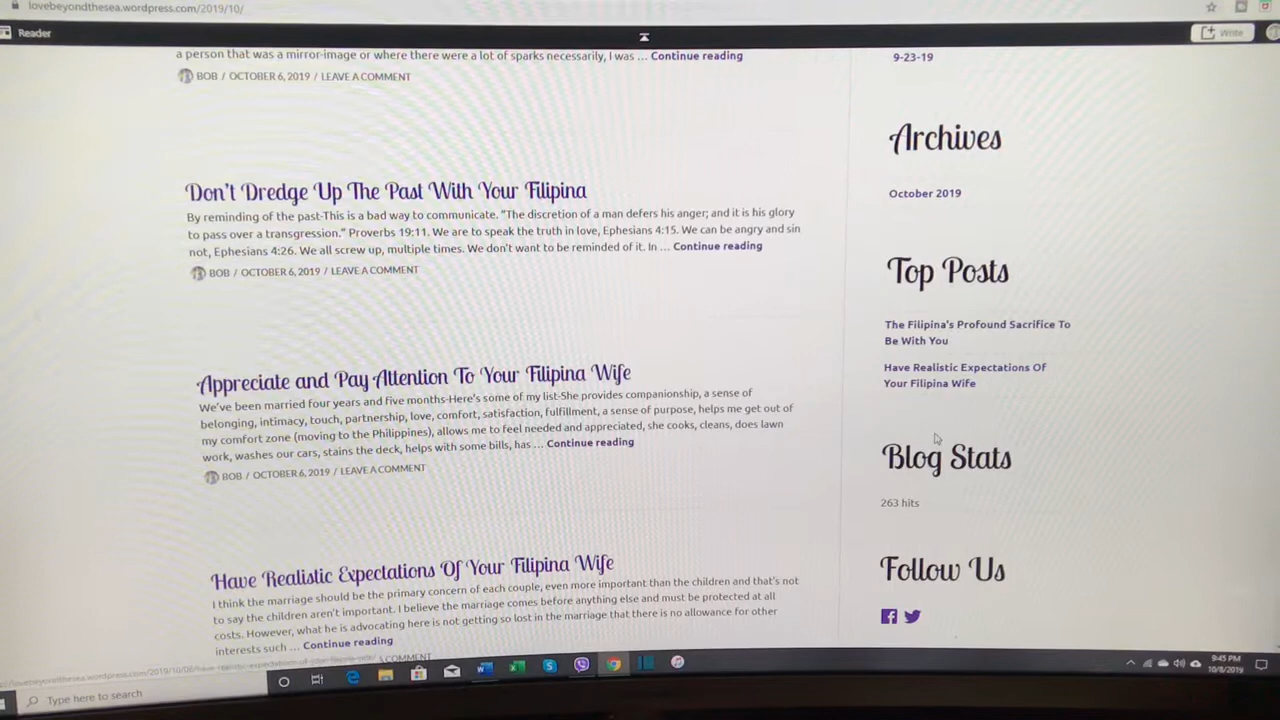 lovebeyondthesea.wordpress.com/2019/10/
Reader
Write
a person that was a mirror-image or where there were a lot of sparks necessarily, I was ... Continue reading
BOB / OCTOBER 6, 2019 / LEAVE A COMMENT
Don't Dredge Up The Past With Your Filipina
By reminding of the past-This is a bad way to communicate. "The discretion of a man defers his anger; and it is his glory
to pass over a transgression." Proverbs 19:11. We are to speak the truth in love, Ephesians 4:15. We can be angry and sin
not, Ephesians 4:26. We all screw up, multiple times. We don't want to be reminded of it. In ... Continue reading
BOB / OCTOBER 6, 2019 / LEAVE A COMMENT
Appreciate and Pay Attention To Your Filipina Wife
We've been married four years and five months-Here's some of my list-She provides companionship, a sense of
belonging, intimacy, touch, partnership, love, comfort, satisfaction, fulfillment, a sense of purpose, helps me get out of
my comfort zone (moving to the Philippines), allows me to feel needed and appreciated, she cooks, cleans, does lawn
work, washes our cars, stains the deck, helps with some bills, has ... Continue reading
BOB / OCTOBER 6, 2019 / LEAVE A COMMENT
Have Realistic Expectations Of Your Filipina Wife
I think the marriage should be the primary concern of each couple, even more important than the children and that's not
to say the children aren't important. I believe the marriage comes before anything else and must be protected at all
costs. However, what he is advocating here is not getting so lost in the marriage that there is no allowance for other
interests such ... Continue reading
COMMENT
9-23-19
Archives
October 2019
Top Posts
The Filipina's Profound Sacrifice To
Be With You
Have Realistic Expectations Of
Your Filipina Wife
Blog Stats
263 hits
Follow Us
Type here to search
9:45 PM
10/8/2019